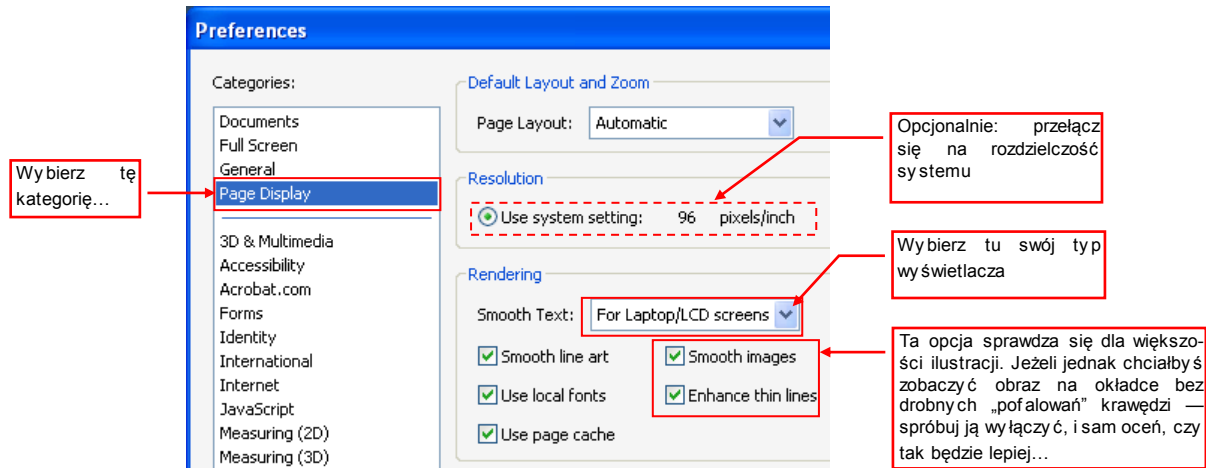 Preferences
Categories:
Documents
Full Screen
General
Page Display
3D & Multimedia
Accessibility
Acrobat.com
Forms
Identity
International
Internet
JavaScript
Measuring (2D)
Measuring (3D)
Default Layout and Zoom
Page Layout: Automatic
Resolution
Use system setting: 96 pixels/inch
Rendering
Smooth Text: For Laptop/LCD screens
Smooth line art
Smooth images
Use local fonts
Enhance thin lines
Use page cache
Wybierz tę
kategorię…
Opcjonalnie: przełącz
się na rozdzielczość
systemu
Wybierz tu swój typ
wyświetlacza
Ta opcja sprawdza się dla większo-
ści ilustracji. Jeżeli jednak chciałbyś
zobaczyć obraz na okładce bez
drobnych „pofalowań” krawędzi —
spróbuj ją wyłączyć, i sam oceń, czy
tak będzie lepiej…